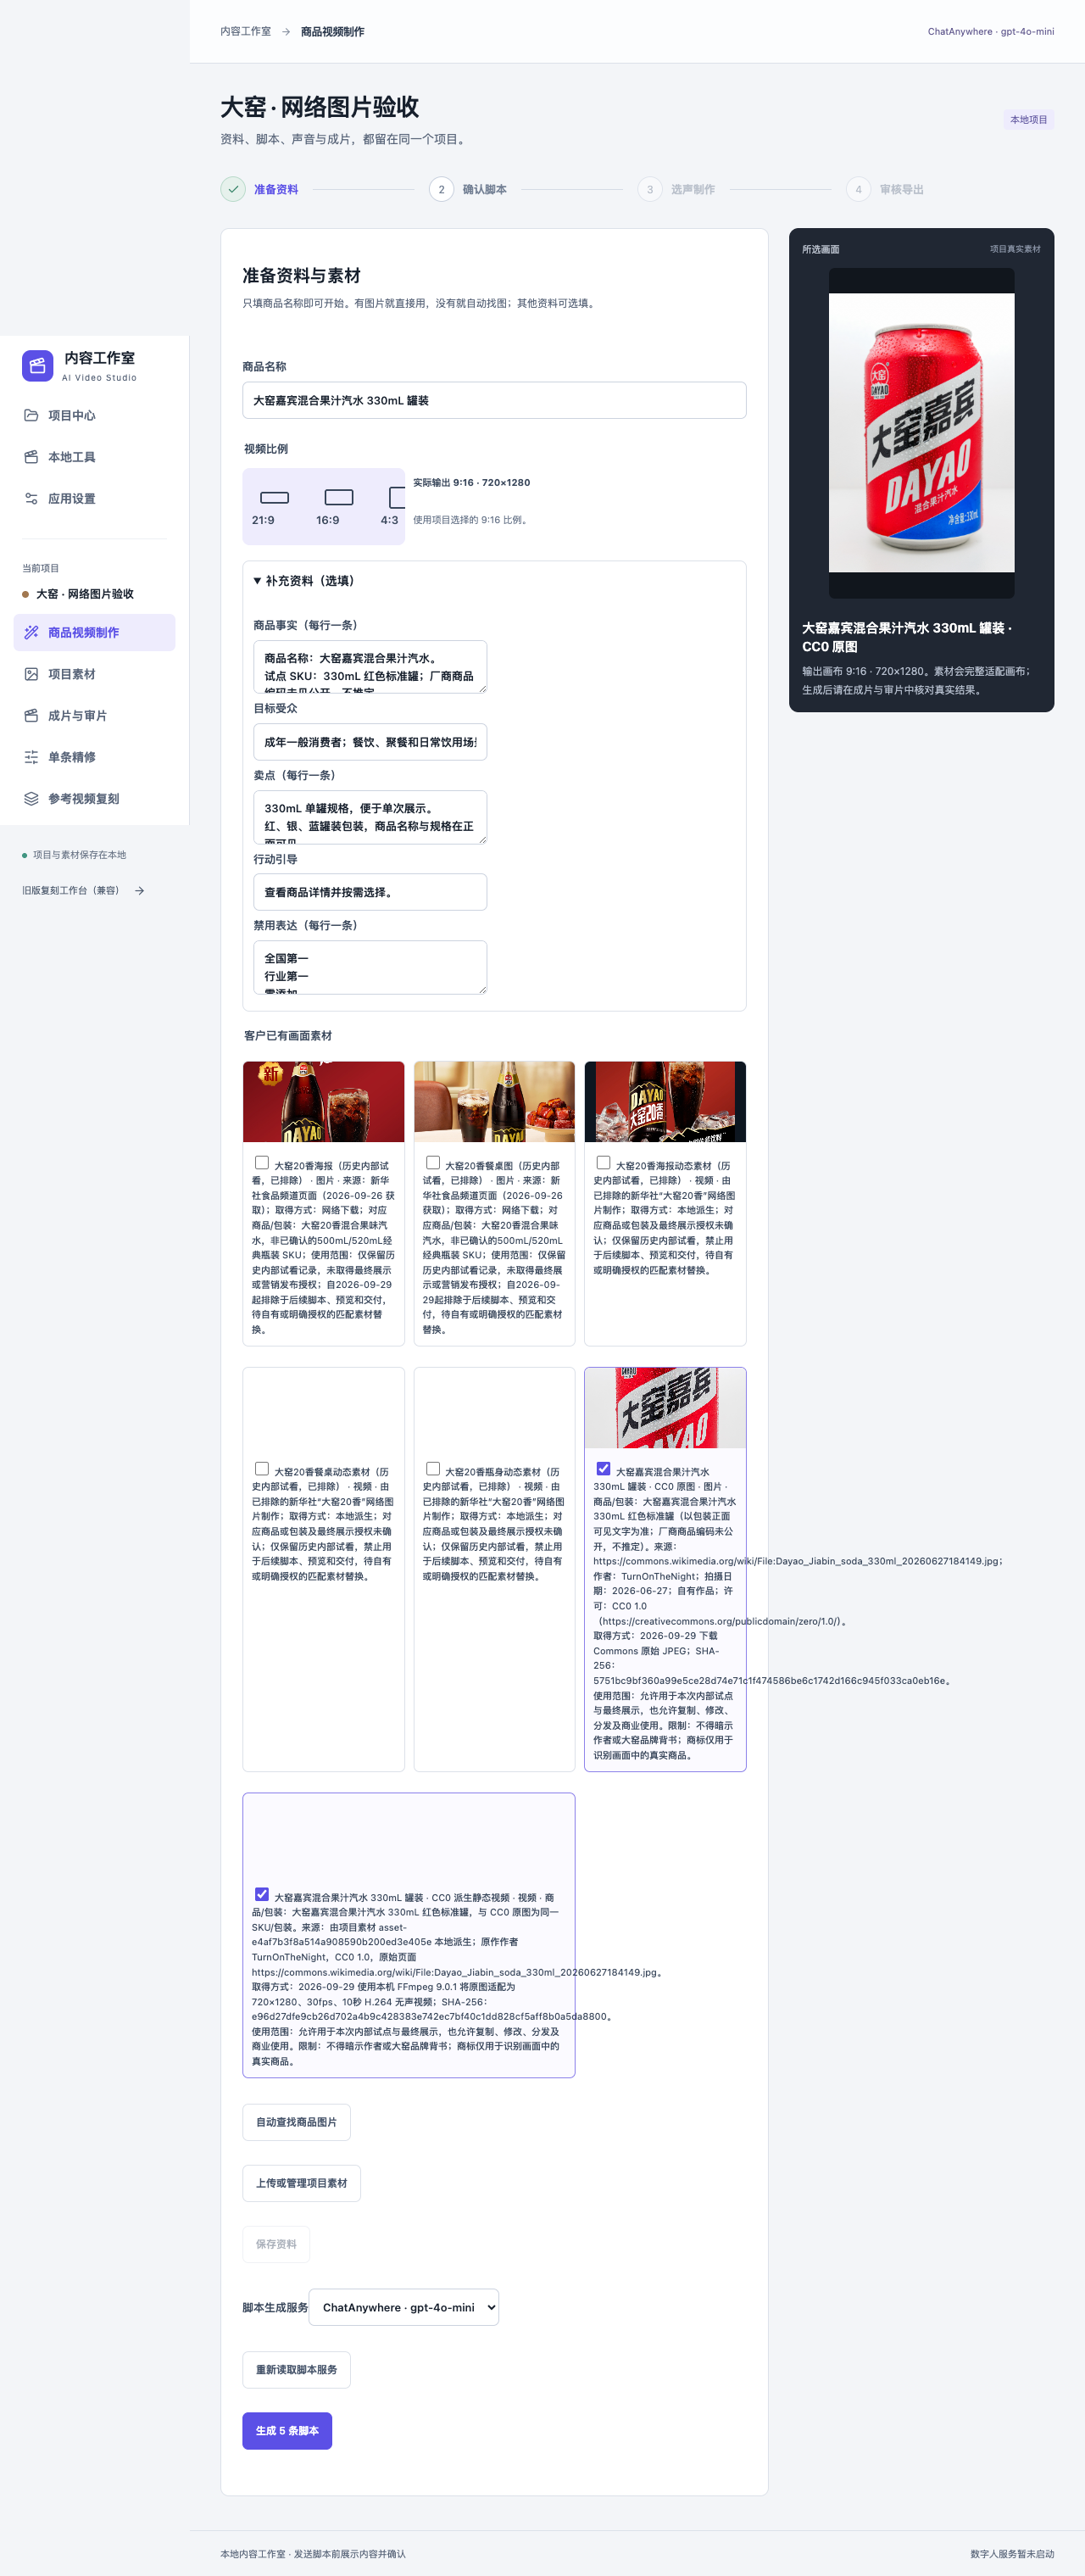 内容工作室 → 商品视频制作
ChatAnywhere · gpt-4o-mini
大窑 · 网络图片验收
资料、脚本、声音与成片，都留在同一个项目。
本地项目
准备资料
2 确认脚本
3 选声制作
4 审核导出
内容工作室
AI Video Studio
项目中心
本地工具
应用设置
当前项目
大窑 · 网络图片验收
商品视频制作
项目素材
成片与审片
单条精修
参考视频复刻
项目与素材保存在本地
旧版复刻工作台（兼容） →
准备资料与素材
只填商品名称即可开始。有图片就直接用，没有就自动找图；其他资料可选填。
商品名称
大窑嘉宾混合果汁汽水 330mL 罐装
视频比例
21:9
16:9
4:3
实际输出 9:16 · 720×1280
使用项目选择的 9:16 比例。
▼ 补充资料（选填）
商品事实（每行一条）
商品名称：大窑嘉宾混合果汁汽水。
试点 SKU：330mL 红色标准罐；厂商商品
编码未见公开，不推定
目标受众
成年一般消费者；餐饮、聚餐和日常饮用场
卖点（每行一条）
330mL 单罐规格，便于单次展示。
红、银、蓝罐装包装，商品名称与规格在正
面可见
行动引导
查看商品详情并按需选择。
禁用表达（每行一条）
全国第一
行业第一
零添加
客户已有画面素材
新
DAYAO
大窑20香海报（历史内部试
看，已排除） · 图片 · 来源：新华
社食品频道页面（2026-09-26 获
取）；取得方式：网络下载；对应
商品/包装：大窑20香混合果味汽
水，非已确认的500mL/520mL经
典瓶装 SKU；使用范围：仅保留历
史内部试看记录，未取得最终展示
或营销发布授权；自2026-09-29
起排除于后续脚本、预览和交付，
待自有或明确授权的匹配素材替
换。
DAYAO
大窑20香餐桌图（历史内部
试看，已排除） · 图片 · 来源：新
华社食品频道页面（2026-09-26
获取）；取得方式：网络下载；对
应商品/包装：大窑20香混合果味
汽水，非已确认的500mL/520mL
经典瓶装 SKU；使用范围：仅保留
历史内部试看记录，未取得最终展
示或营销发布授权；自2026-09-
29起排除于后续脚本、预览和交
付，待自有或明确授权的匹配素材
替换。
DAYAO
大窑20香
大窑20香海报动态素材（历
史内部试看，已排除） · 视频 · 由
已排除的新华社“大窑20香”网络图
片制作；取得方式：本地派生；对
应商品或包装及最终展示授权未确
认；仅保留历史内部试看，禁止用
于后续脚本、预览和交付，待自有
或明确授权的匹配素材替换。
大窑20香餐桌动态素材（历
史内部试看，已排除） · 视频 · 由
已排除的新华社“大窑20香”网络图
片制作；取得方式：本地派生；对
应商品或包装及最终展示授权未确
认；仅保留历史内部试看，禁止用
于后续脚本、预览和交付，待自有
或明确授权的匹配素材替换。
大窑20香瓶身动态素材（历
史内部试看，已排除） · 视频 · 由
已排除的新华社“大窑20香”网络图
片制作；取得方式：本地派生；对
应商品或包装及最终展示授权未确
认；仅保留历史内部试看，禁止用
于后续脚本、预览和交付，待自有
或明确授权的匹配素材替换。
DAYAO
大窑嘉宾
大窑嘉宾混合果汁汽水
330mL 罐装 · CC0 原图 · 图片 ·
商品/包装：大窑嘉宾混合果汁汽水
330mL 红色标准罐（以包装正面
可见文字为准；厂商商品编码未公
开，不推定）。来源：
https://commons.wikimedia.org/wiki/File:Dayao_Jiabin_soda_330ml_20260627184149.jpg；
作者：TurnOnTheNight；拍摄日
期：2026-06-27；自有作品；许
可：CC0 1.0
（https://creativecommons.org/publicdomain/zero/1.0/）。
取得方式：2026-09-29 下载
Commons 原始 JPEG；SHA-
256：
5751bc9bf360a99e5ce28d74e71c1f474586be6c1742d166c945f033ca0eb16e。
使用范围：允许用于本次内部试点
与最终展示，也允许复制、修改、
分发及商业使用。限制：不得暗示
作者或大窑品牌背书；商标仅用于
识别画面中的真实商品。
大窑嘉宾混合果汁汽水 330mL 罐装 · CC0 派生静态视频 · 视频 · 商
品/包装：大窑嘉宾混合果汁汽水 330mL 红色标准罐，与 CC0 原图为同一
SKU/包装。来源：由项目素材 asset-
e4af7b3f8a514a908590b200ed3e405e 本地派生；原作作者
TurnOnTheNight，CC0 1.0，原始页面
https://commons.wikimedia.org/wiki/File:Dayao_Jiabin_soda_330ml_20260627184149.jpg。
取得方式：2026-09-29 使用本机 FFmpeg 9.0.1 将原图适配为
720×1280、30fps、10秒 H.264 无声视频；SHA-256：
e96d27dfe9cb26d702a4b9c428383e742ec7bf40c1dd828cf5aff8b0a5da8800。
使用范围：允许用于本次内部试点与最终展示，也允许复制、修改、分发及
商业使用。限制：不得暗示作者或大窑品牌背书；商标仅用于识别画面中的
真实商品。
自动查找商品图片
上传或管理项目素材
保存资料
脚本生成服务 ChatAnywhere · gpt-4o-mini
重新读取脚本服务
生成 5 条脚本
所选画面
项目真实素材
大窑
DAYAO
大窑嘉宾
DAYAO
混合果汁汽水
净含量:330mL
大窑嘉宾混合果汁汽水 330mL 罐装 ·
CC0 原图
输出画布 9:16 · 720×1280。素材会完整适配画布；
生成后请在成片与审片中核对真实结果。
本地内容工作室 · 发送脚本前展示内容并确认
数字人服务暂未启动